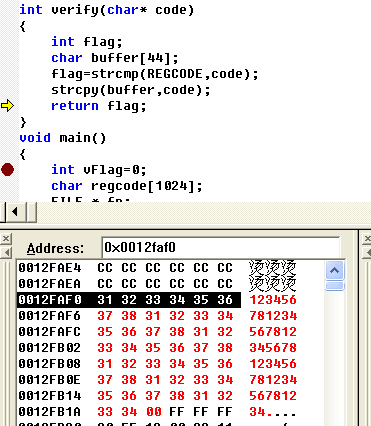 int verify(char* code)
{
int flag;
char buffer[44];
flag=strcmp(REGCODE,code);
strcpy(buffer,code);
return flag;
}
void main()
{
int vFlag=0;
char regcode[1024];
Address: 0x0012faf0
0012FAE4 CC CC CC CC CC CC 烫烫烫
0012FAEA CC CC CC CC CC CC 烫烫烫
0012FAF0 31 32 33 34 35 36 123456
0012FAF6 37 38 31 32 33 34 781234
0012FAFC 35 36 37 38 31 32 567812
0012FB02 33 34 35 36 37 38 345678
0012FB08 31 32 33 34 35 36 123456
0012FB0E 37 38 31 32 33 34 781234
0012FB14 35 36 37 38 31 32 567812
0012FB1A 33 34 00 FF FF FF 34....